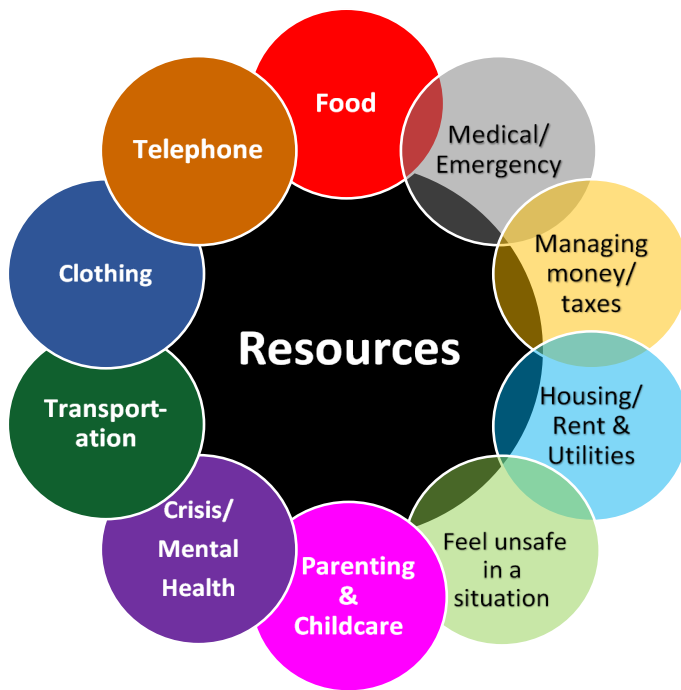 Food
Medical/
Emergency
Managing
money/
taxes
Housing/
Rent &
Utilities
Feel unsafe
in a
situation
Parenting
&
Childcare
Crisis/
Mental
Health
Transport-
ation
Clothing
Telephone
Resources